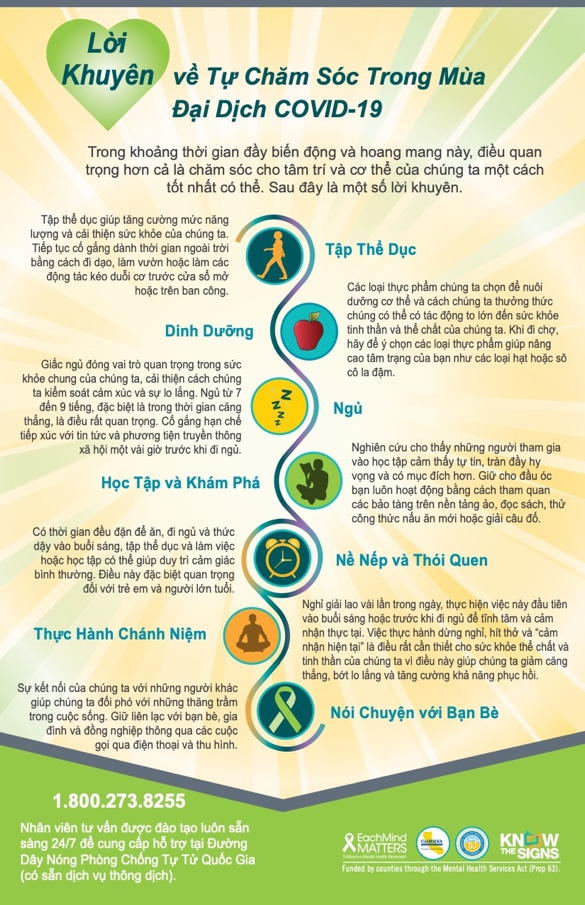 Lời
Khuyên về Tự Chăm Sóc Trong Mùa
Đại Dịch COVID-19
Trong khoảng thời gian đầy biến động và hoang mang này, điều quan
trọng hơn cả là chăm sóc cho tâm trí và cơ thể của chúng ta một cách
tốt nhất có thể. Sau đây là một số lời khuyên.
Tập thể dục giúp tăng cường mức năng
lượng và cải thiện sức khỏe của chúng ta.
Tiếp tục cố gắng dành thời gian ngoài trời
bằng cách đi dạo, làm vườn hoặc làm các
động tác kéo duỗi cơ trước cửa sổ mở
hoặc trên ban công.
Tập Thể Dục
Dinh Dưỡng
Các loại thực phẩm chúng ta chọn để nuôi
dưỡng cơ thể và cách chúng ta thưởng thức
chúng có thể có tác động to lớn đến sức khỏe
tinh thần và thể chất của chúng ta. Khi đi chợ,
hãy để ý chọn các loại thực phẩm giúp nâng
cao tâm trạng của bạn như các loại hạt hoặc sô
cô la đậm.
Giấc ngủ đóng vai trò quan trọng trong sức
khỏe chung của chúng ta, cải thiện cách chúng
ta kiểm soát cảm xúc và sự lo lắng. Ngủ từ 7
đến 9 tiếng, đặc biệt là trong thời gian căng
thẳng, là điều rất quan trọng. Cố gắng hạn chế
tiếp xúc với tin tức và phương tiện truyền thông
xã hội một vài giờ trước khi đi ngủ.
Z
Z
Z
Z
Ngủ
Học Tập và Khám Phá
Nghiên cứu cho thấy những người tham gia
vào học tập cảm thấy tự tin, tràn đầy hy
vọng và có mục đích hơn. Giữ cho đầu óc
bạn luôn hoạt động bằng cách tham quan
các bảo tàng trên nền tảng ảo, đọc sách, thử
công thức nấu ăn mới hoặc giải câu đố.
Có thời gian đều đặn để ăn, đi ngủ và thức
dậy vào buổi sáng, tập thể dục và làm việc
hoặc học tập có thể giúp duy trì cảm giác
bình thường. Điều này đặc biệt quan trọng
đối với trẻ em và người lớn tuổi.
Nề Nếp và Thói Quen
Thực Hành Chánh Niệm
Nghỉ giải lao vài lần trong ngày, thực hiện việc này đầu tiên
vào buổi sáng hoặc trước khi đi ngủ để tĩnh tâm và cảm
nhận thực tại. Việc thực hành dừng nghỉ, hít thở và “cảm
nhận hiện tại” là điều rất cần thiết cho sức khỏe thể chất và
tinh thần của chúng ta vì điều này giúp chúng ta giảm căng
thẳng, bớt lo lắng và tăng cường khả năng phục hồi.
Sự kết nối của chúng ta với những người khác
giúp chúng ta đối phó với những thăng trầm
trong cuộc sống. Giữ liên lạc với bạn bè, gia
đình và đồng nghiệp thông qua các cuộc
gọi qua điện thoại và thu hình.
Nói Chuyện với Bạn Bè
1.800.273.8255
Nhân viên tư vấn được đào tạo luôn sẵn
sàng 24/7 để cung cấp hỗ trợ tại Đường
Dây Nóng Phòng Chống Tự Tử Quốc Gia
(có sẵn dịch vụ thông dịch).
EachMind
MATTERS
California's Mental Health Movement
CalMHSA
KNOW
THE SIGNS
Funded by counties through the Mental Health Services Act (Prop 63).